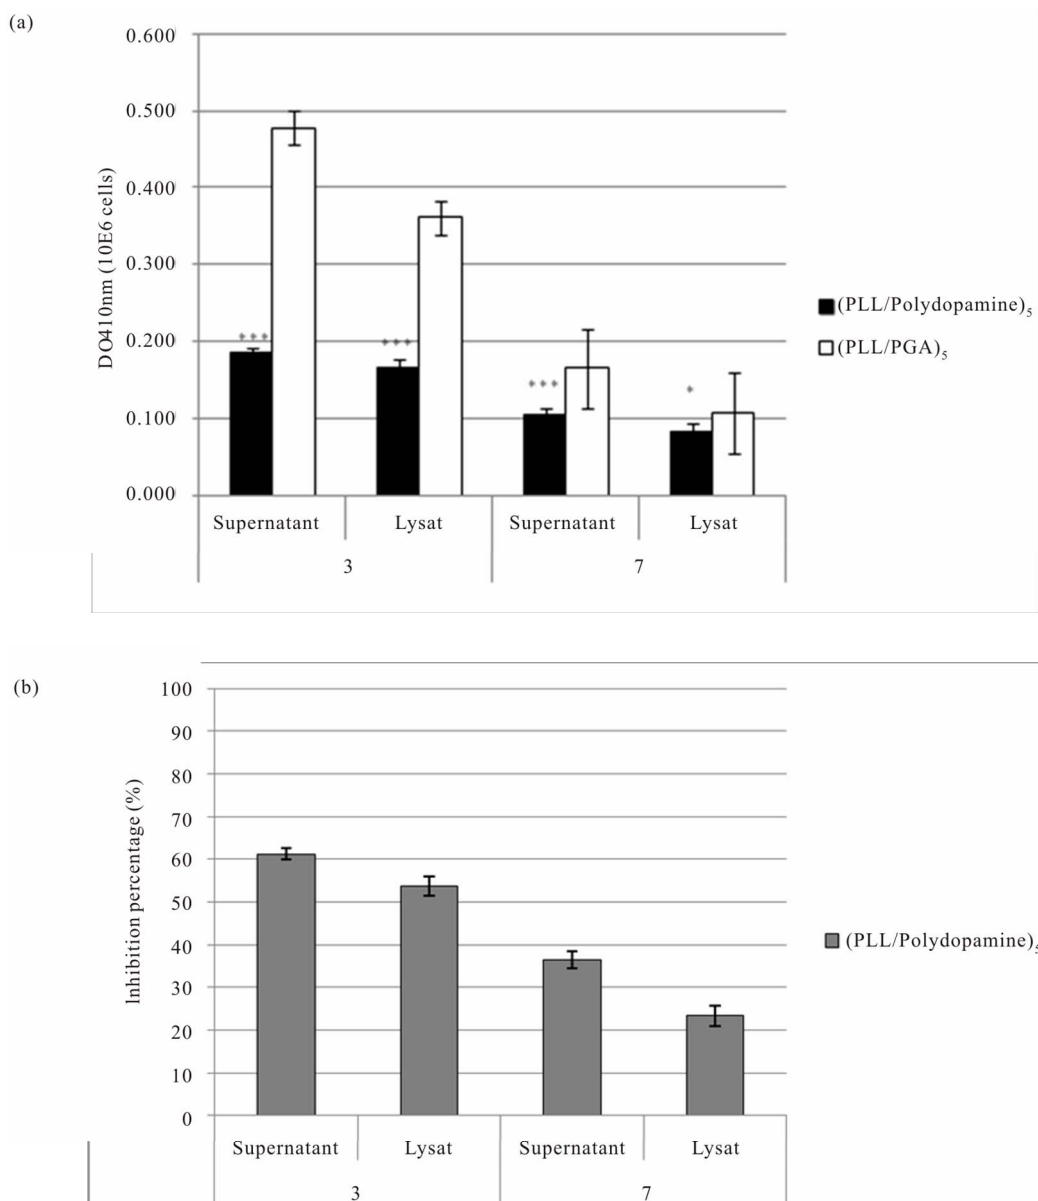 (a)
0.600
0.500
0.400
0.300
0.200
0.100
0.000
DO410nm (10E6 cells)
***
***
***
*
Supernatant Lysat Supernatant Lysat
3 7
(PLL/Polydopamine)5
(PLL/PGA)5
(b)
100
90
80
70
60
50
40
30
20
10
0
Inhibition percentage (%)
Supernatant Lysat Supernatant Lysat
3 7
(PLL/Polydopamine)5